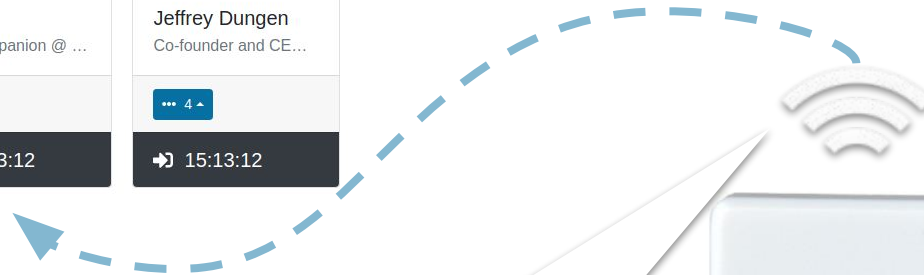 Jeffrey Dungen
panion @ …
Co-founder and CE…
4
3:12
15:13:12